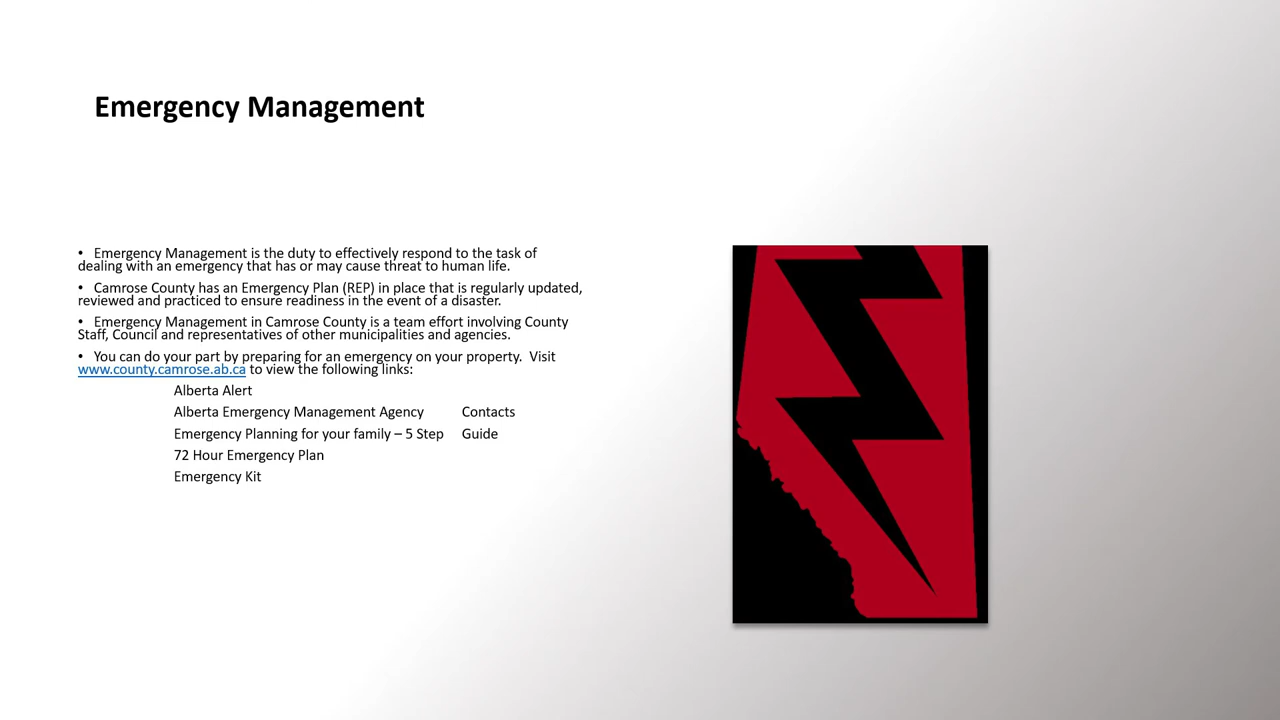 Emergency Management
• Emergency Management is the duty to effectively respond to the task of
dealing with an emergency that has or may cause threat to human life.
• Camrose County has an Emergency Plan (REP) in place that is regularly updated,
reviewed and practiced to ensure readiness in the event of a disaster.
• Emergency Management in Camrose County is a team effort involving County
Staff, Council and representatives of other municipalities and agencies.
• You can do your part by preparing for an emergency on your property.  Visit
www.county.camrose.ab.ca to view the following links:
Alberta Alert
Alberta Emergency Management Agency Contacts
Emergency Planning for your family – 5 Step Guide
72 Hour Emergency Plan
Emergency Kit